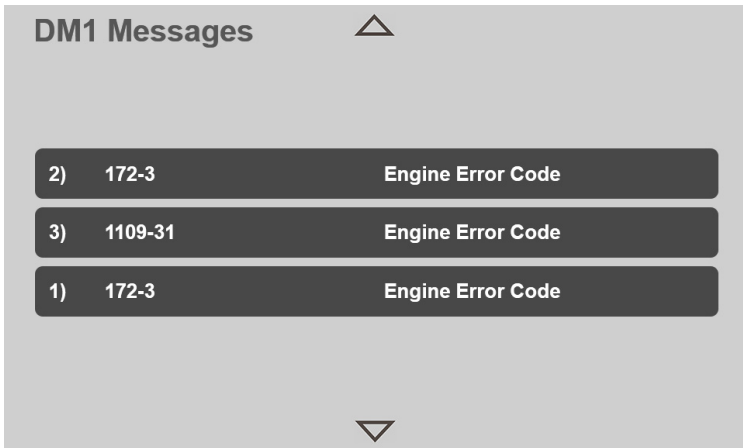 DM1 Messages
2) 172-3 Engine Error Code
3) 1109-31 Engine Error Code
1) 172-3 Engine Error Code